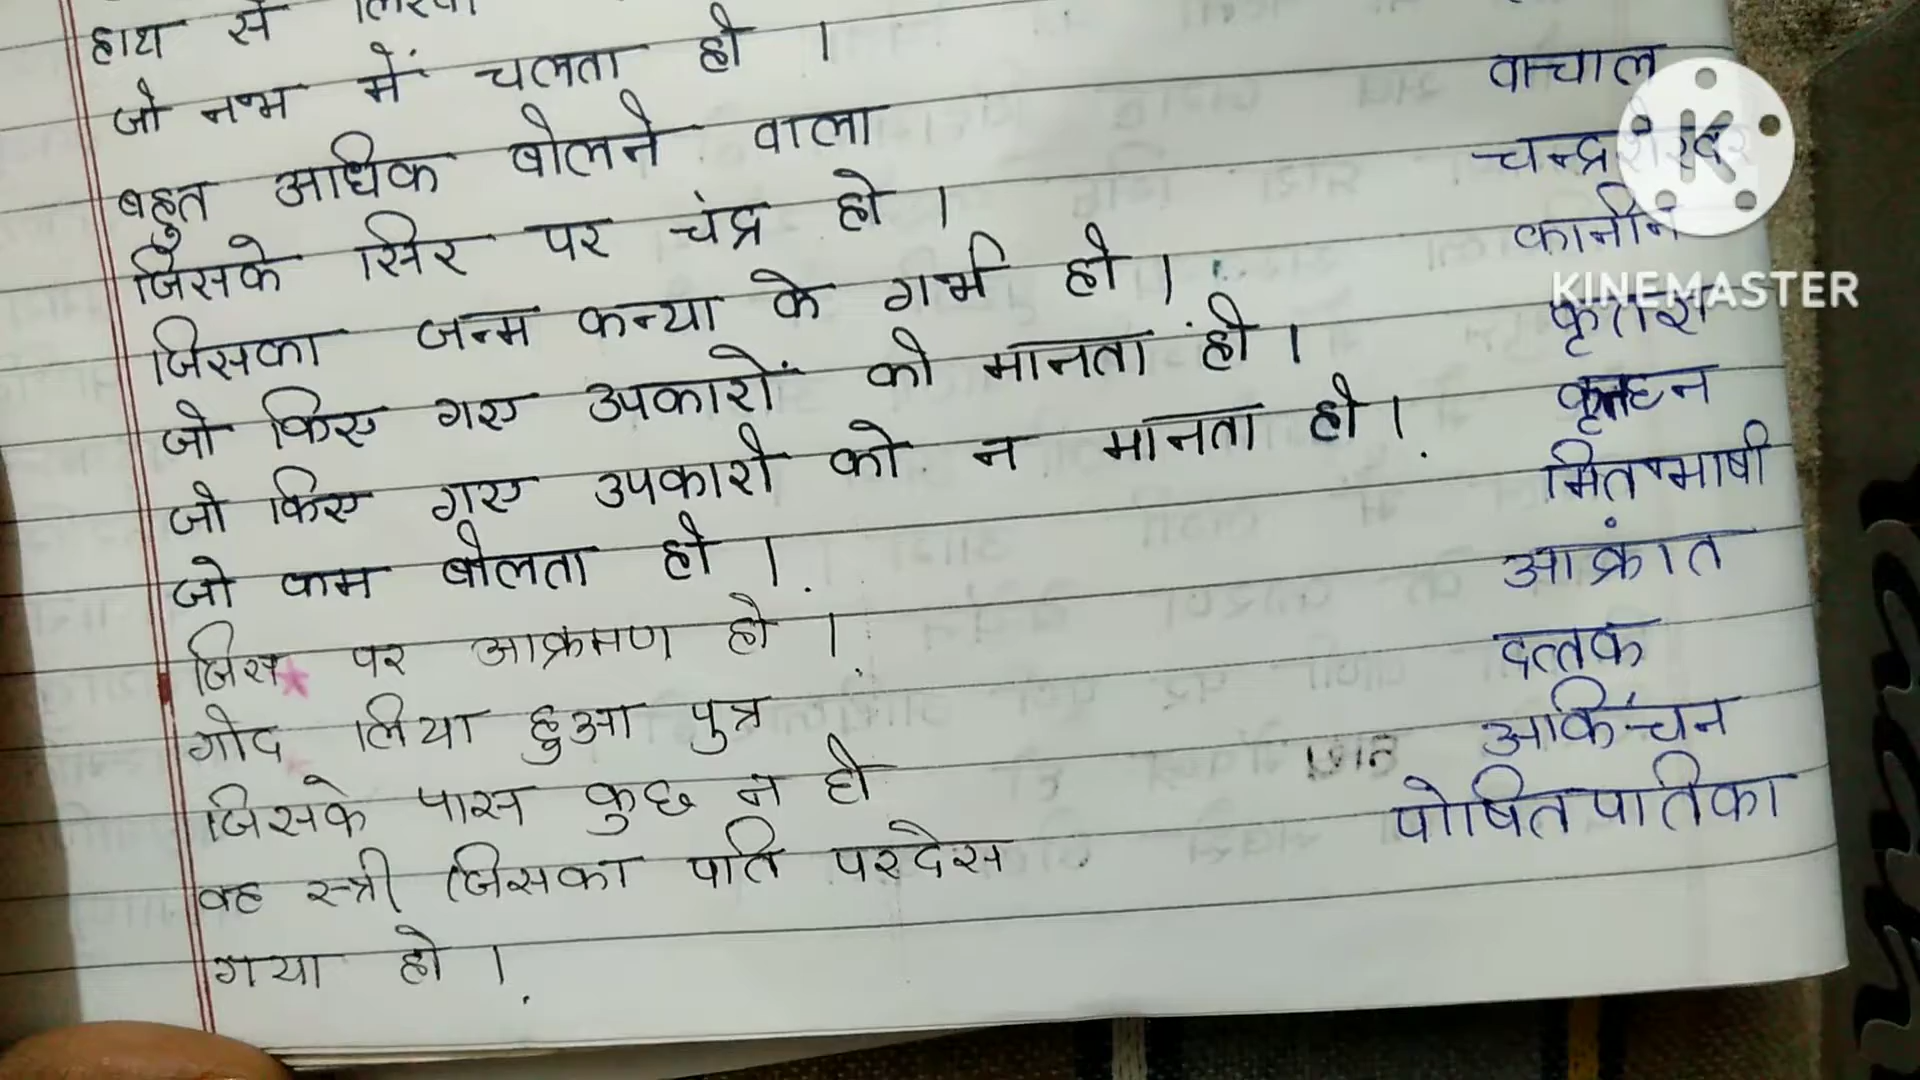 हाथ से
जो नभ में चलता हो ।
बहुत अधिक बोलने वाला वाचाल
जिसके सिर पर चंद्र हो । चन्द्रशेखर
जिसका जन्म कन्या के गर्भ हो । कानीन
जो किए गए उपकारों को मानता हो । कृतज्ञ
जो किए गए उपकारो को न मानता हो । कृतघ्न
जो कम बोलता हो । मितभाषी
जिस पर आक्रमण हो । आक्रांत
गोद लिया हुआ पुत्र दत्तक
जिसके पास कुछ न हो अकिंचन
वह स्त्री जिसका पति परदेस पोषितपतिका
गया हो ।
K
KINEMASTER